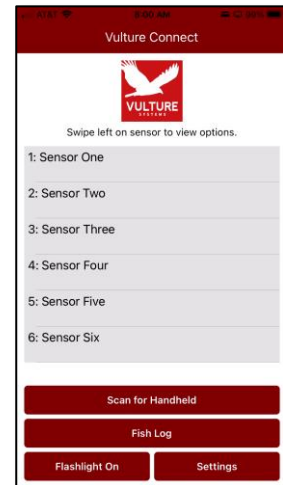 AT&T 8:00 AM
Vulture Connect
VULTURE
SYSTEMS
Swipe left on sensor to view options.
1: Sensor One
2: Sensor Two
3: Sensor Three
4: Sensor Four
5: Sensor Five
6: Sensor Six
Scan for Handheld
Fish Log
Flashlight On Settings